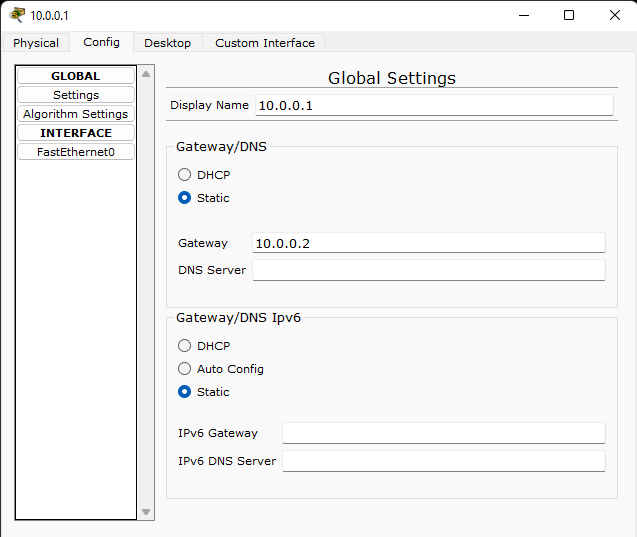 10.0.0.1
Physical Config Desktop Custom Interface
GLOBAL
Settings
Algorithm Settings
INTERFACE
FastEthernet0
Global Settings
Display Name 10.0.0.1
Gateway/DNS
DHCP
Static
Gateway 10.0.0.2
DNS Server
Gateway/DNS Ipv6
DHCP
Auto Config
Static
IPv6 Gateway
IPv6 DNS Server